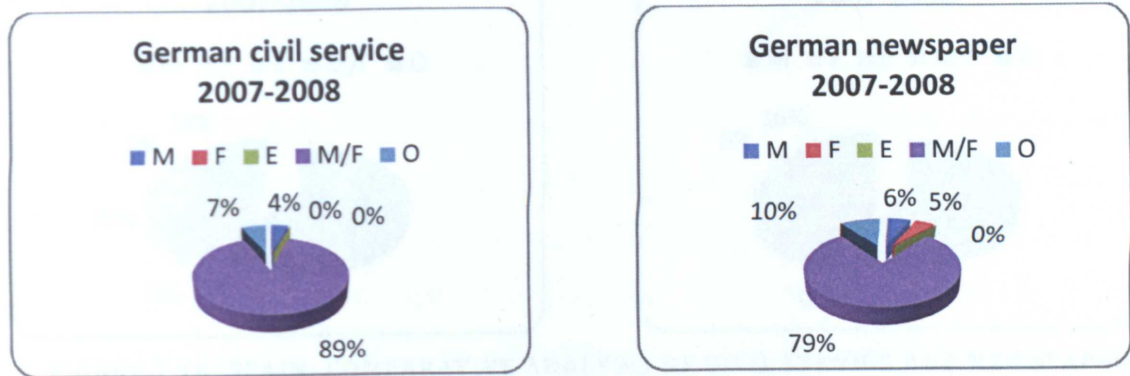 German civil service
2007-2008
M F E M/F O
7% 4% 0% 0%
89%
German newspaper
2007-2008
M F E M/F O
10% 6% 5%
0%
79%